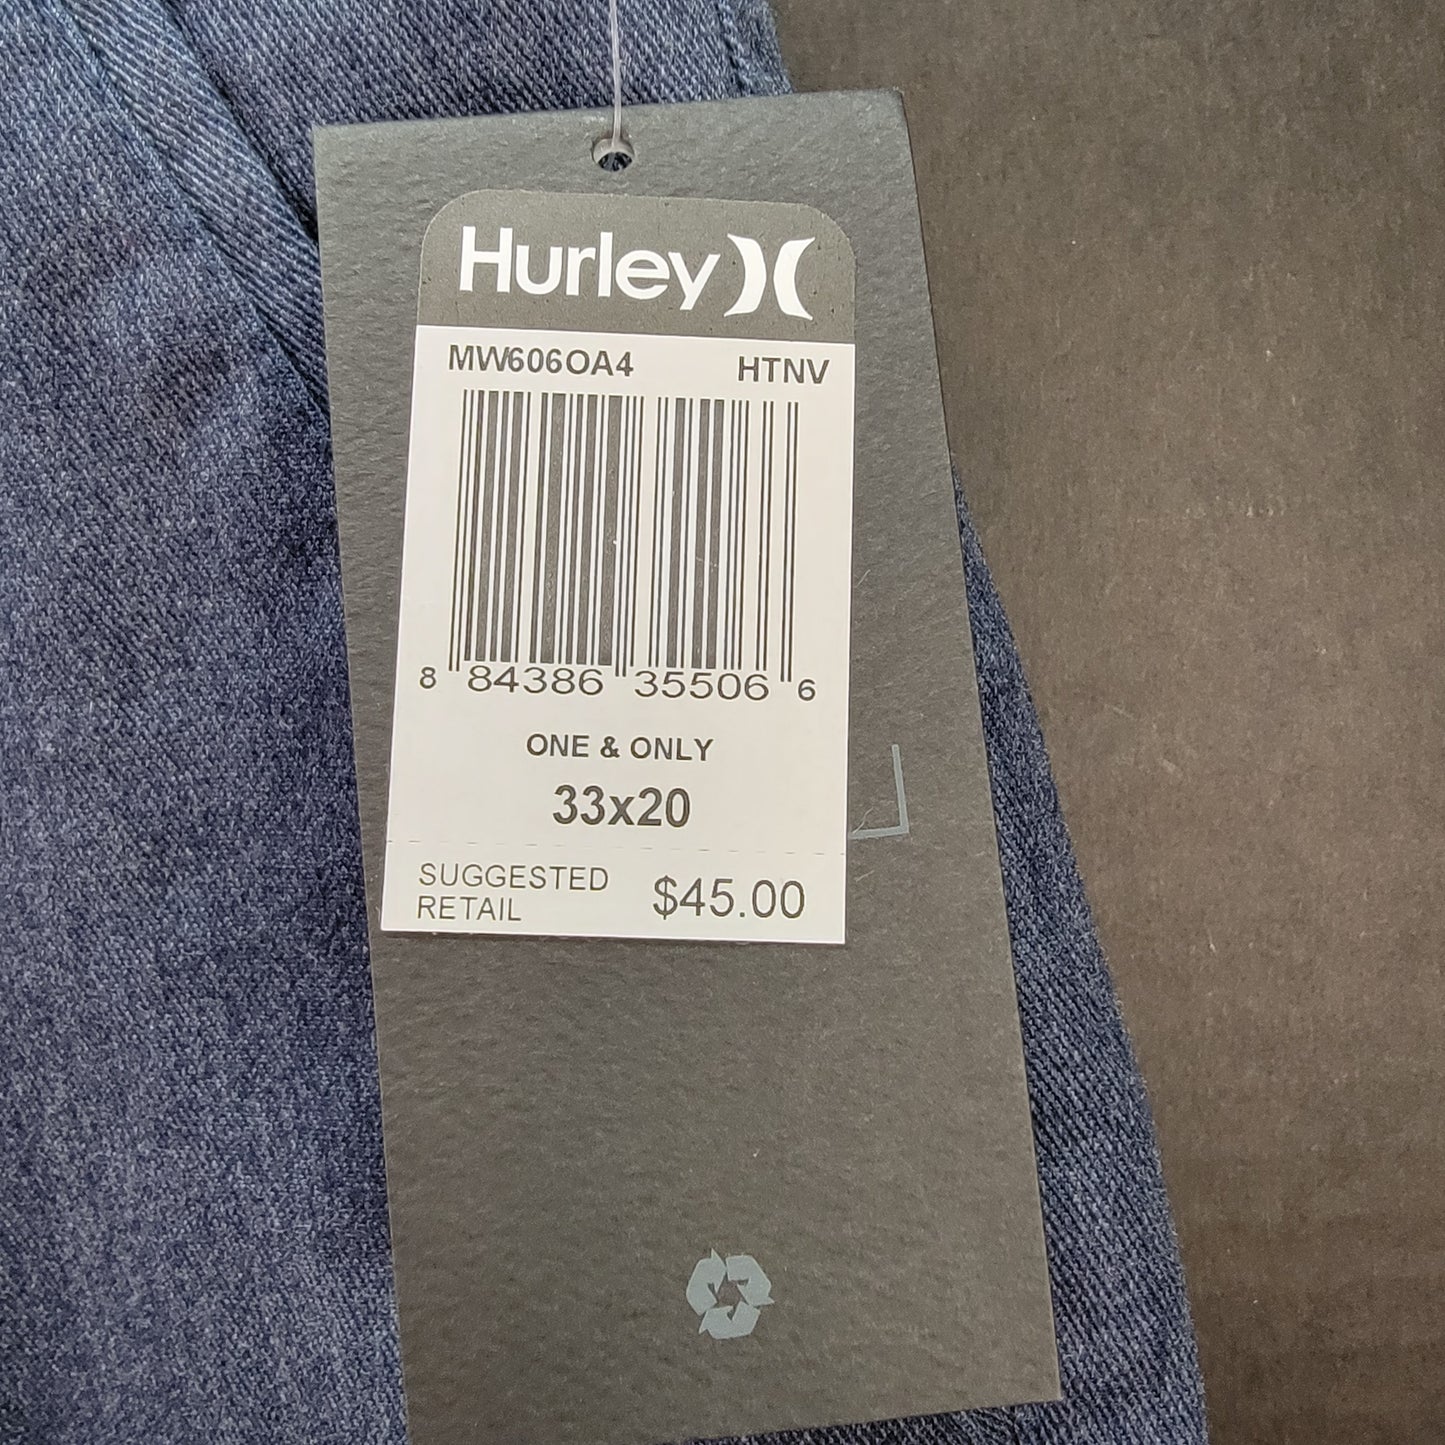 Hurley
MW606OA4 HTNV
8 84386 35506 6
ONE & ONLY
33x20
SUGGESTED
RETAIL $45.00